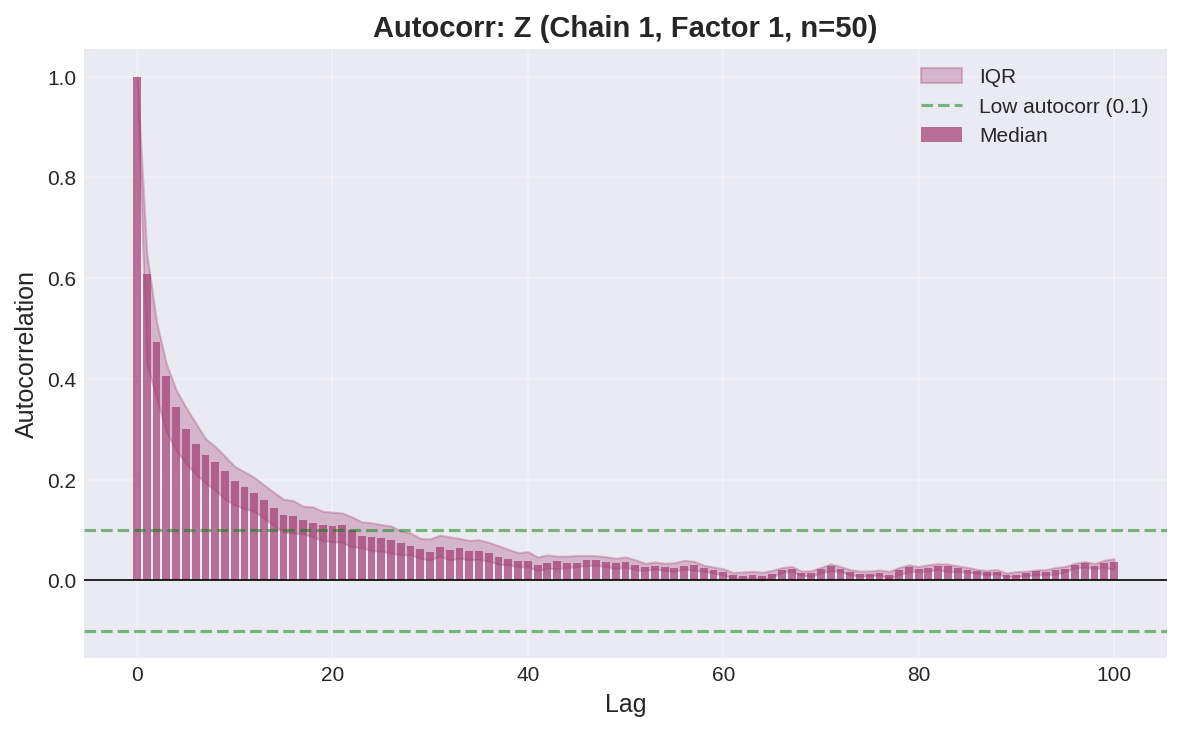 Autocorr: Z (Chain 1, Factor 1, n=50)
IQR
Low autocorr (0.1)
Median
Autocorrelation
1.0
0.8
0.6
0.4
0.2
0.0
0
20
40
60
80
100
Lag